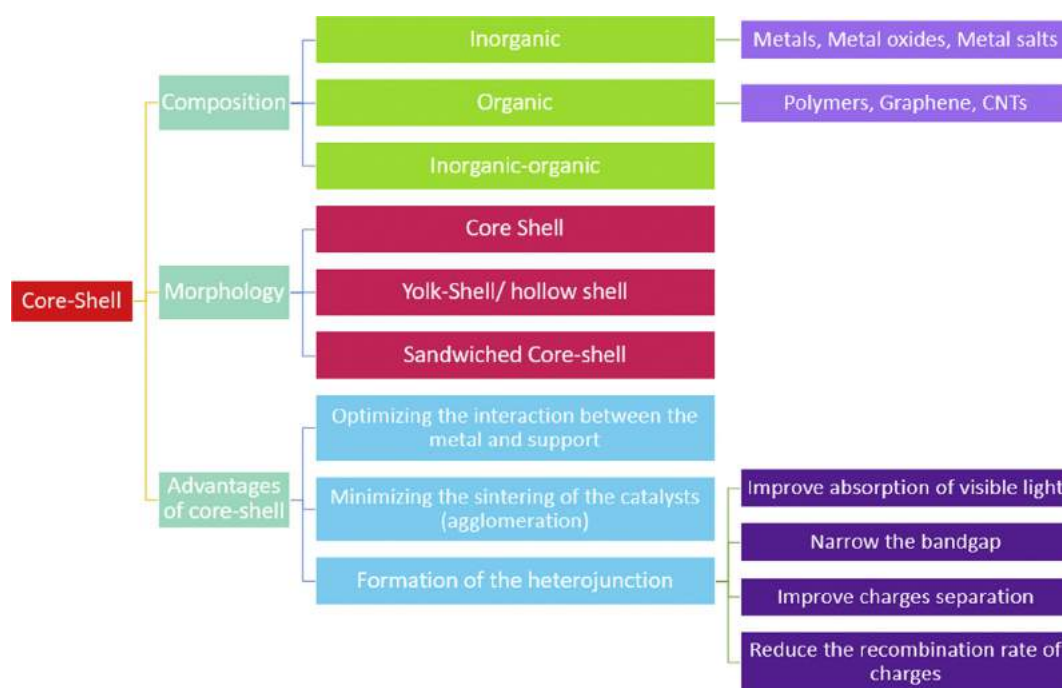 Core-Shell
Composition
Inorganic
Metals, Metal oxides, Metal salts
Organic
Polymers, Graphene, CNTs
Inorganic-organic
Morphology
Core Shell
Yolk-Shell/ hollow shell
Sandwiched Core-shell
Advantages
of core-shell
Optimizing the interaction between the
metal and support
Minimizing the sintering of the catalysts
(agglomeration)
Formation of the heterojunction
Improve absorption of visible light
Narrow the bandgap
Improve charges separation
Reduce the recombination rate of
charges